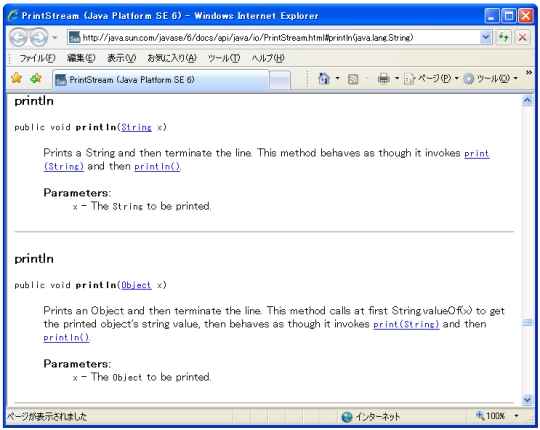 PrintStream (Java Platform SE 6) - Windows Internet Explorer
http://java.sun.com/javase/6/docs/api/java/io/PrintStream.html#println(java.lang.String)
ファイル(F) 編集(E) 表示(V) お気に入り(A) ツール(T) ヘルプ(H)
PrintStream (Java Platform SE 6) ページ(P) ツール(O) »
println
public void println(String x)
Prints a String and then terminate the line. This method behaves as though it invokes print
(String) and then println().
Parameters:
x - The String to be printed.
println
public void println(Object x)
Prints an Object and then terminate the line. This method calls at first String.valueOf(x) to get
the printed object's string value, then behaves as though it invokes print(String) and then
println().
Parameters:
x - The Object to be printed.
ページが表示されました インターネット 100%